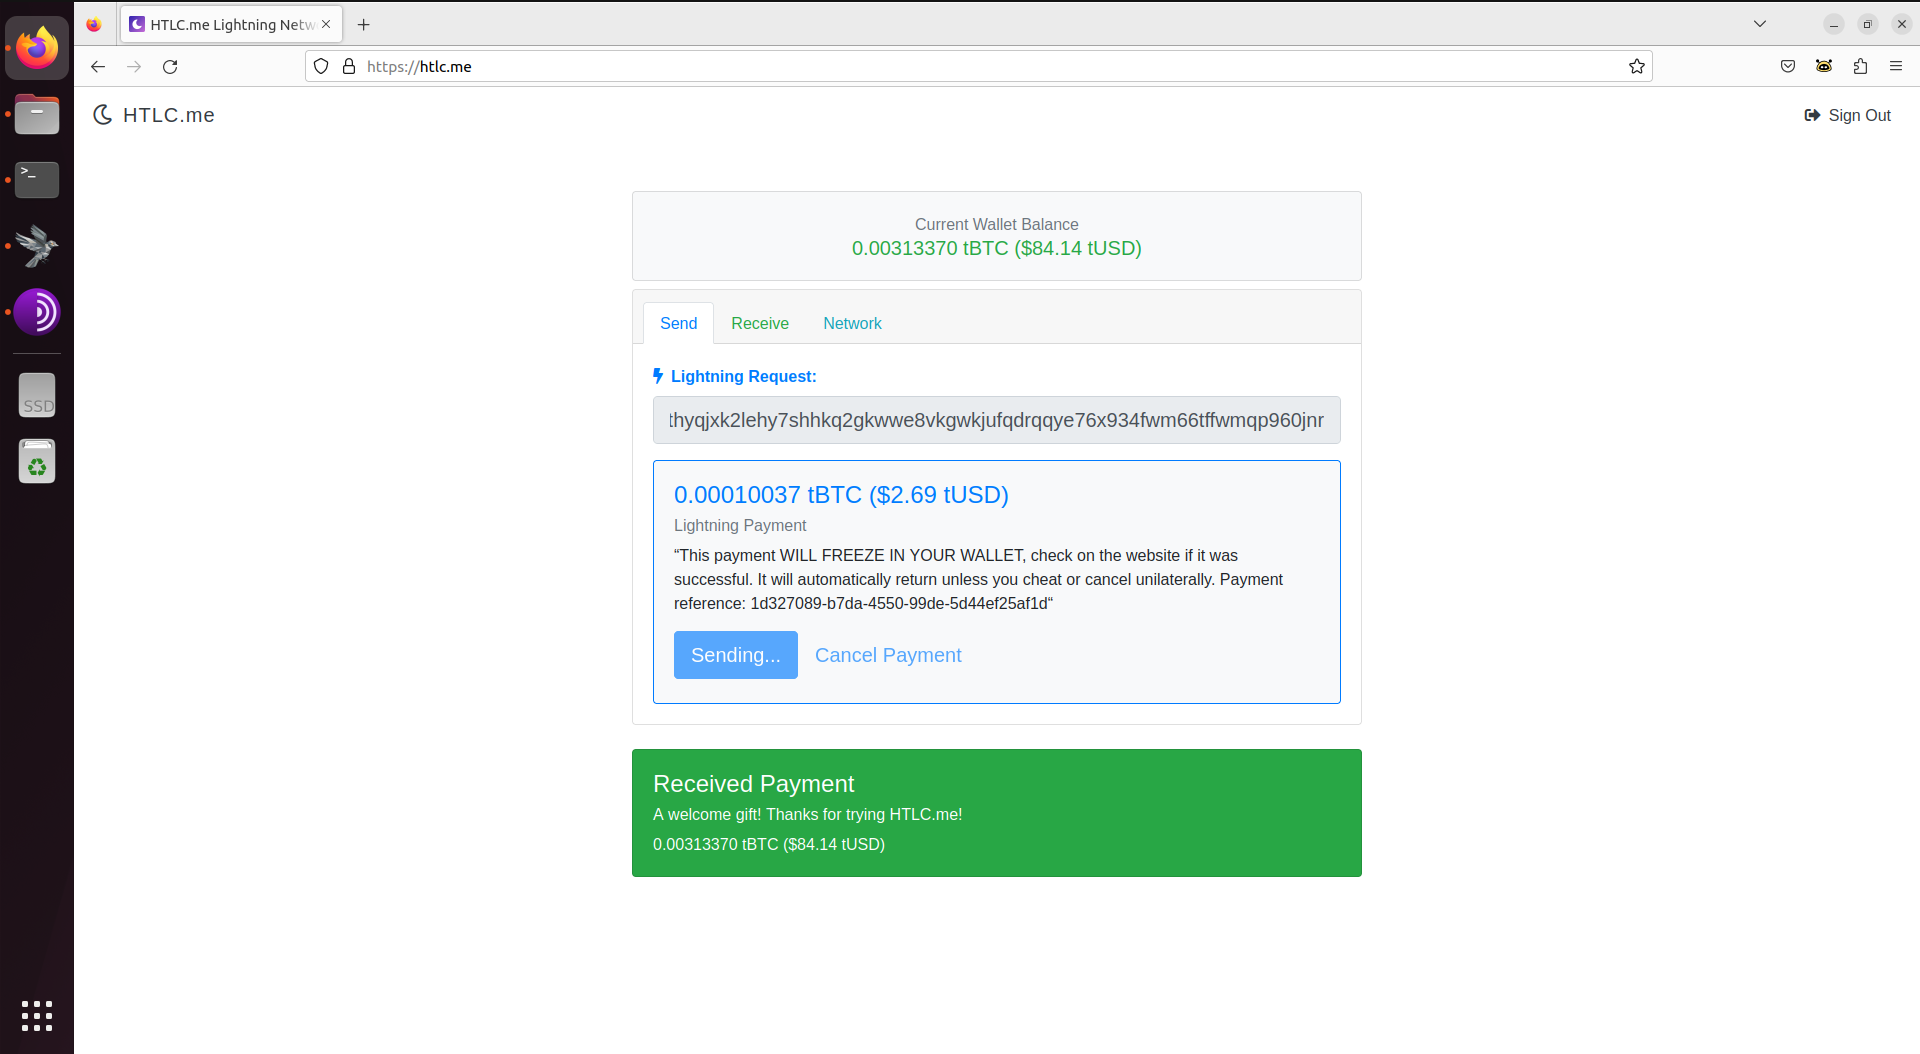 HTLC.me Lightning Netw
https://htlc.me
HTLC.me
Sign Out
>_
SSD
Current Wallet Balance
0.00313370 tBTC ($84.14 tUSD)
Send
Receive
Network
Lightning Request:
thyqjxk2lehy7shhkq2gkwwe8vkgwkjufqdrqqye76x934fwm66tffwmqp960jnr
0.00010037 tBTC ($2.69 tUSD)
Lightning Payment
“This payment WILL FREEZE IN YOUR WALLET, check on the website if it was
successful. It will automatically return unless you cheat or cancel unilaterally. Payment
reference: 1d327089-b7da-4550-99de-5d44ef25af1d“
Sending...
Cancel Payment
Received Payment
A welcome gift! Thanks for trying HTLC.me!
0.00313370 tBTC ($84.14 tUSD)